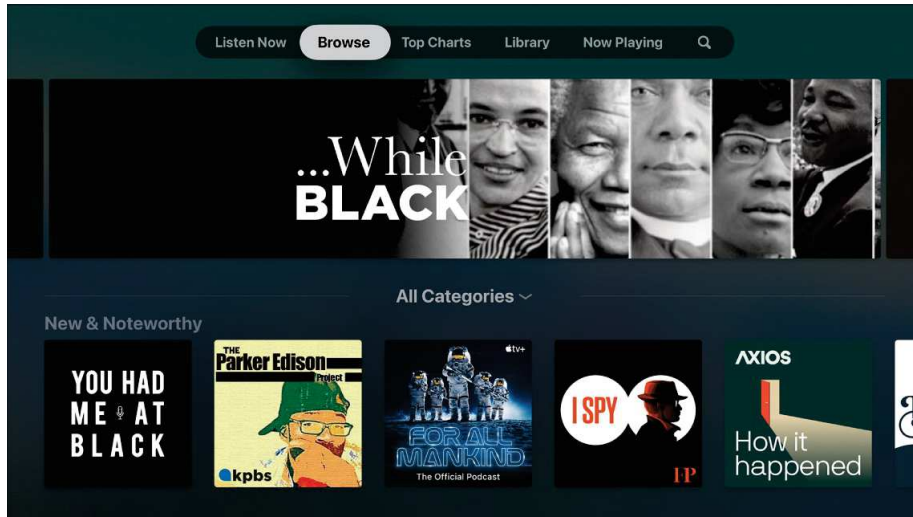 Listen Now Browse Top Charts Library Now Playing
...While
BLACK
All Categories
New & Noteworthy
YOU HAD
ME AT
BLACK
THE
Parker Edison
Project
kpbs
tv+
FOR ALL
MANKIND
The Official Podcast
I SPY
FP
AXIOS
How it
happened